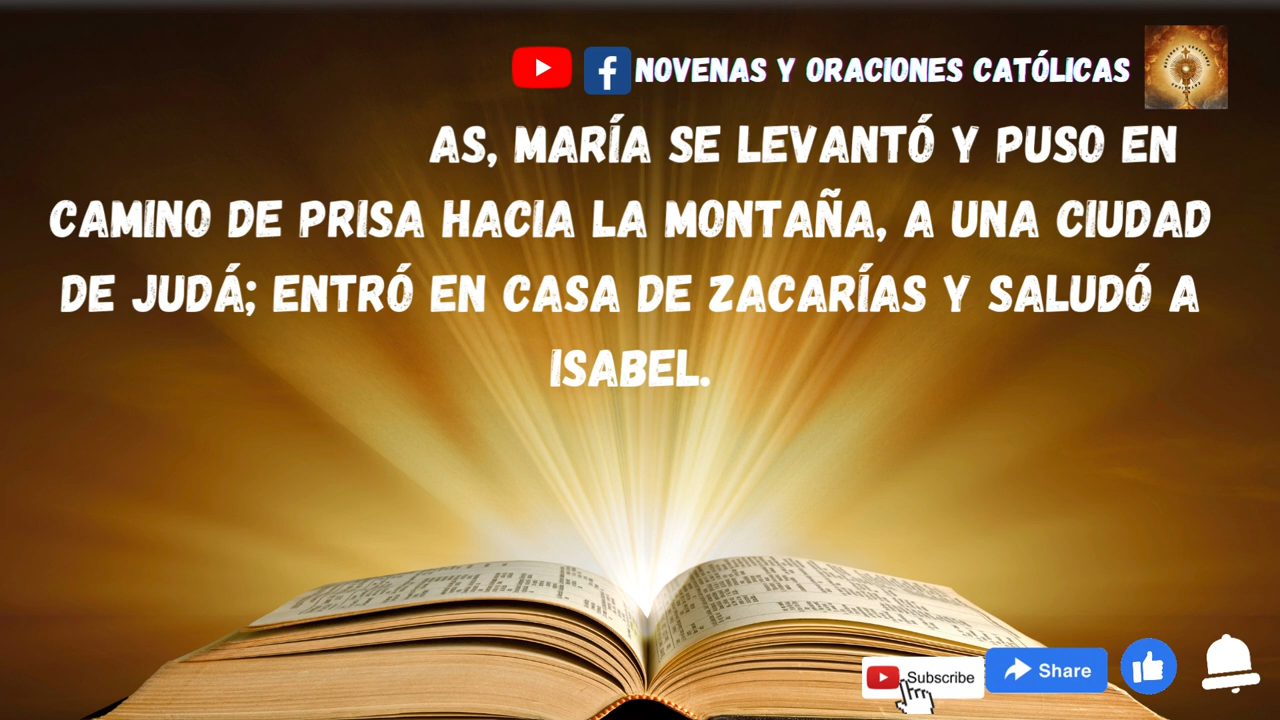 NOVENAS Y ORACIONES CATÓLICAS
AS, MARÍA SE LEVANTÓ Y PUSO EN
CAMINO DE PRISA HACIA LA MONTAÑA, A UNA CIUDAD
DE JUDÁ; ENTRÓ EN CASA DE ZACARÍAS Y SALUDÓ A
ISABEL.
Subscribe
Share